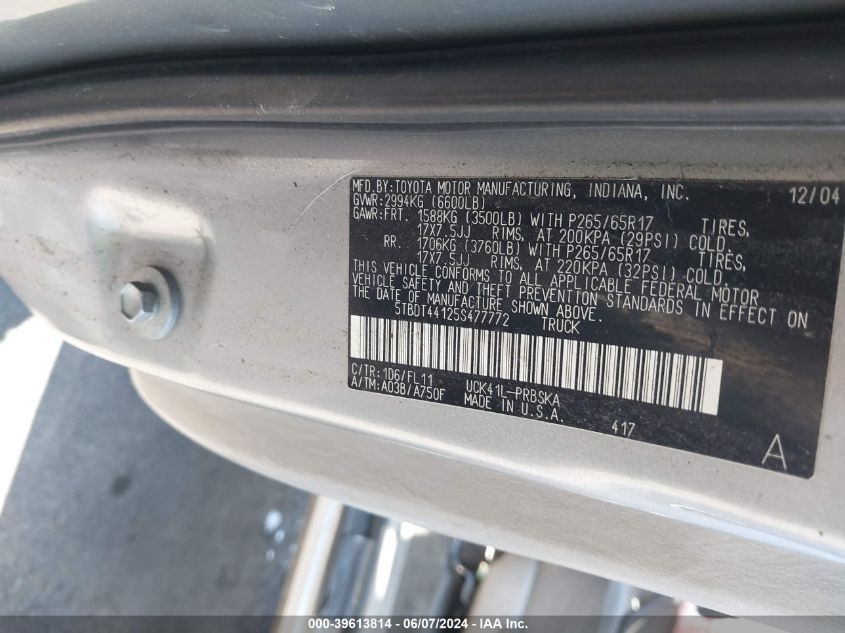 MFD.BY:TOYOTA MOTOR MANUFACTURING, INDIANA, INC. 12/04
GVWR:2994KG (6600LB)
GAWR:FRT. 1588KG (3500LB) WITH P265/65R17 TIRES,
17X7.5JJ RIMS, AT 200KPA (29PSI) COLD.
RR. 1706KG (3760LB) WITH P265/65R17 TIRES,
17X7.5JJ RIMS, AT 220KPA (32PSI) COLD.
THIS VEHICLE CONFORMS TO ALL APPLICABLE FEDERAL MOTOR
VEHICLE SAFETY AND THEFT PREVENTION STANDARDS IN EFFECT ON
THE DATE OF MANUFACTURE SHOWN ABOVE.
5TBDT44125S477772 TRUCK
C/TR:1D6/FL11 UCK41L-PRBSKA
A/TM:A03B/A750F MADE IN U.S.A.
417
A
000-39613814 - 06/07/2024 - IAA Inc.